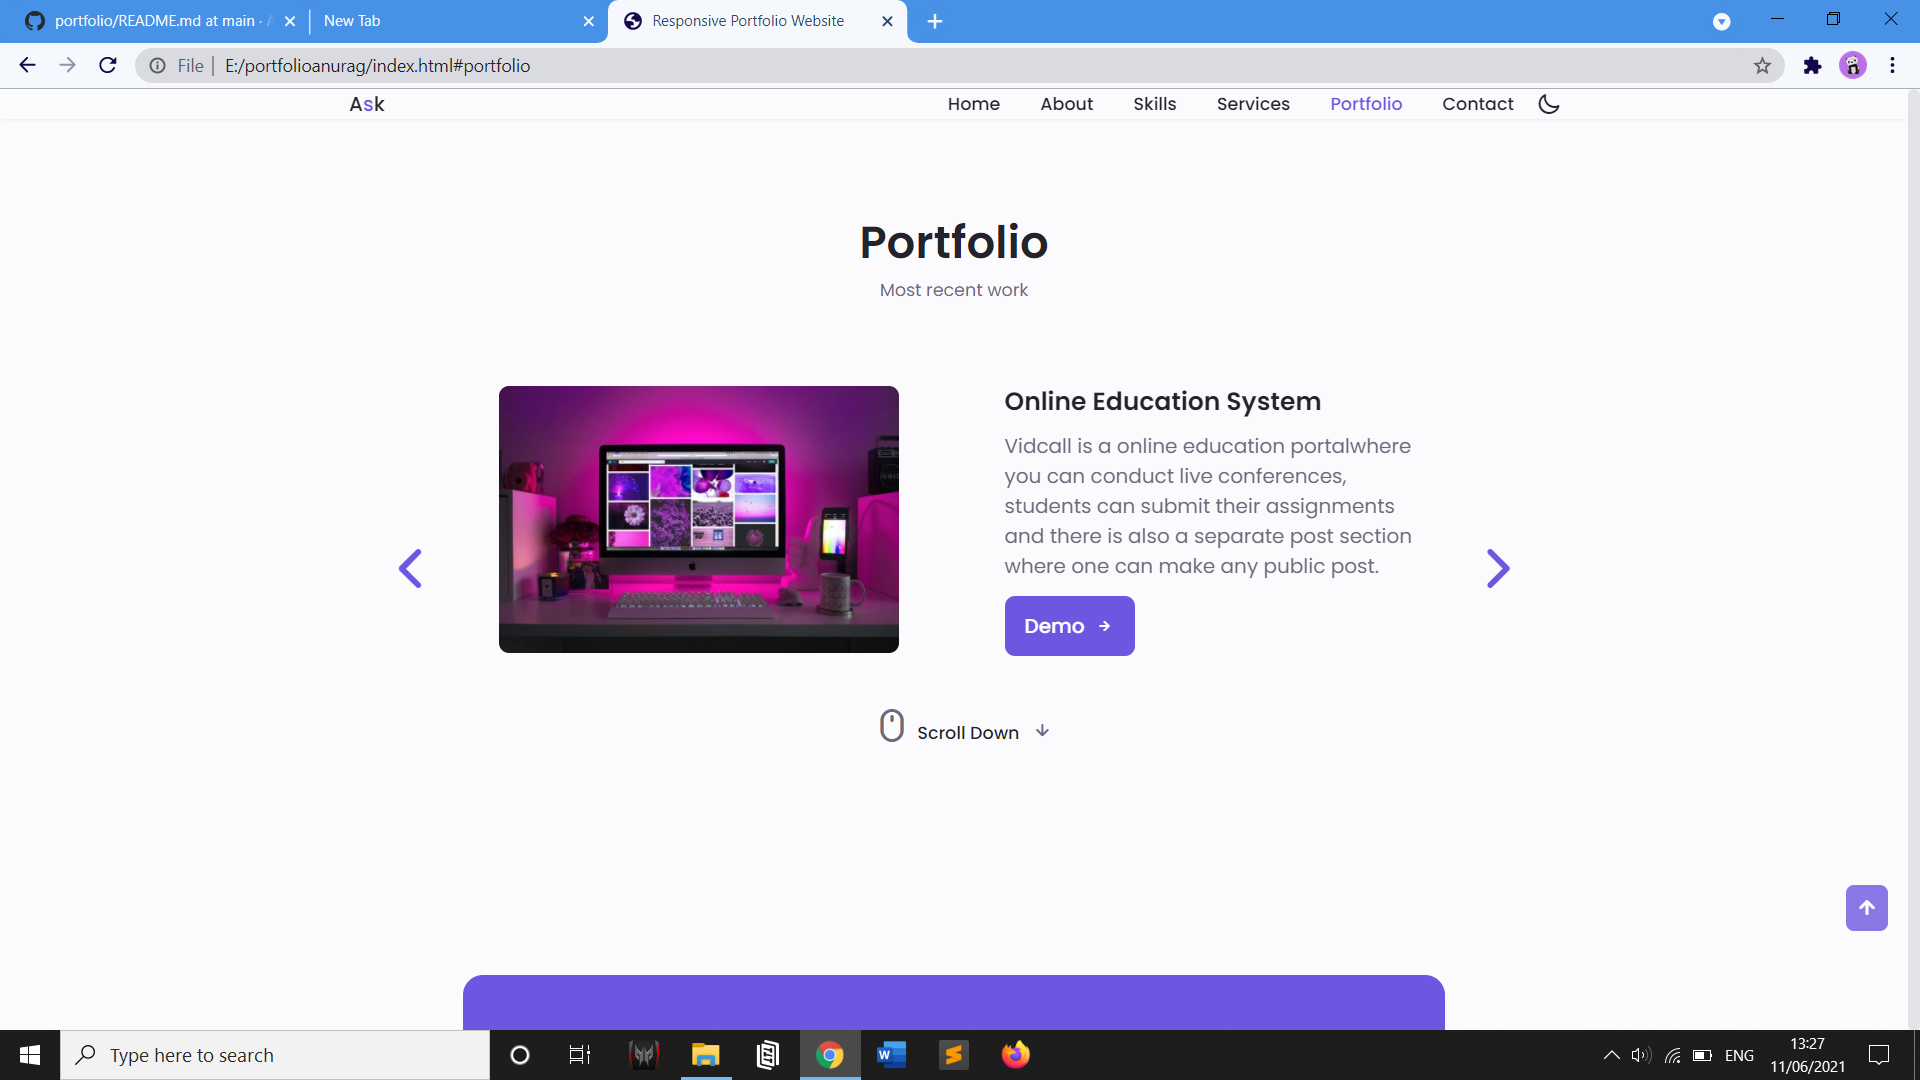 portfolio/README.md at main · A
New Tab
Responsive Portfolio Website
File | E:/portfolioanurag/index.html#portfolio
Ask
Home
About
Skills
Services
Portfolio
Contact
Portfolio
Most recent work
Online Education System
Vidcall is a online education portalwhere
you can conduct live conferences,
students can submit their assignments
and there is also a separate post section
where one can make any public post.
Demo
Scroll Down
Type here to search
ENG
13:27
11/06/2021